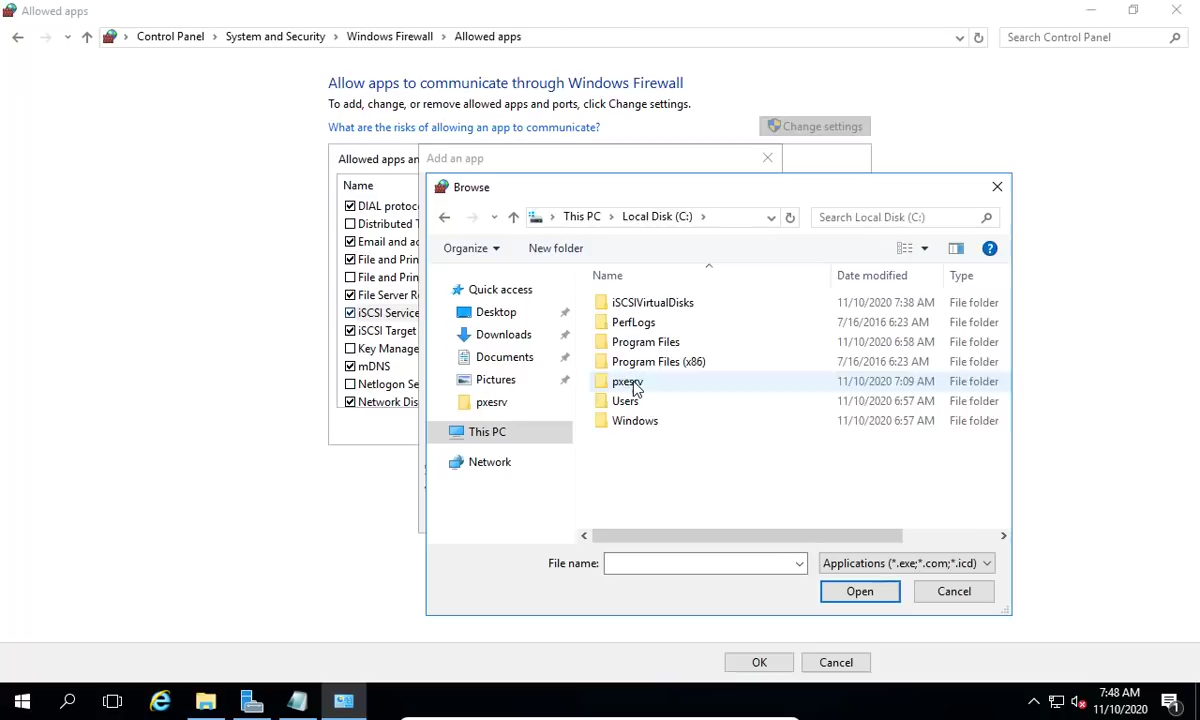 Allowed apps
Control Panel
System and Security
Windows Firewall
Allowed apps
Search Control Panel
Allow apps to communicate through Windows Firewall
To add, change, or remove allowed apps and ports, click Change settings.
What are the risks of allowing an app to communicate?
Change settings
Allowed apps an
Add an app
Name
DIAL protoc
Distributed
Email and ac
File and Prin
File and Prin
File Server R
iSCSI Service
iSCSI Target
Key Manage
mDNS
Netlogon Se
Network Dis
Browse
This PC
Local Disk (C:)
Search Local Disk (C:)
Organize
New folder
Quick access
Desktop
Downloads
Documents
Pictures
pxesrv
This PC
Network
Name
Date modified
Type
iSCSIVirtualDisks
11/10/2020 7:38 AM
File folder
PerfLogs
7/16/2016 6:23 AM
File folder
Program Files
11/10/2020 6:58 AM
File folder
Program Files (x86)
7/16/2016 6:23 AM
File folder
pxesrv
11/10/2020 7:09 AM
File folder
Users
11/10/2020 6:57 AM
File folder
Windows
11/10/2020 6:57 AM
File folder
File name:
Applications (*.exe;*.com;*.icd)
Open
Cancel
OK
Cancel
7:48 AM
11/10/2020
1